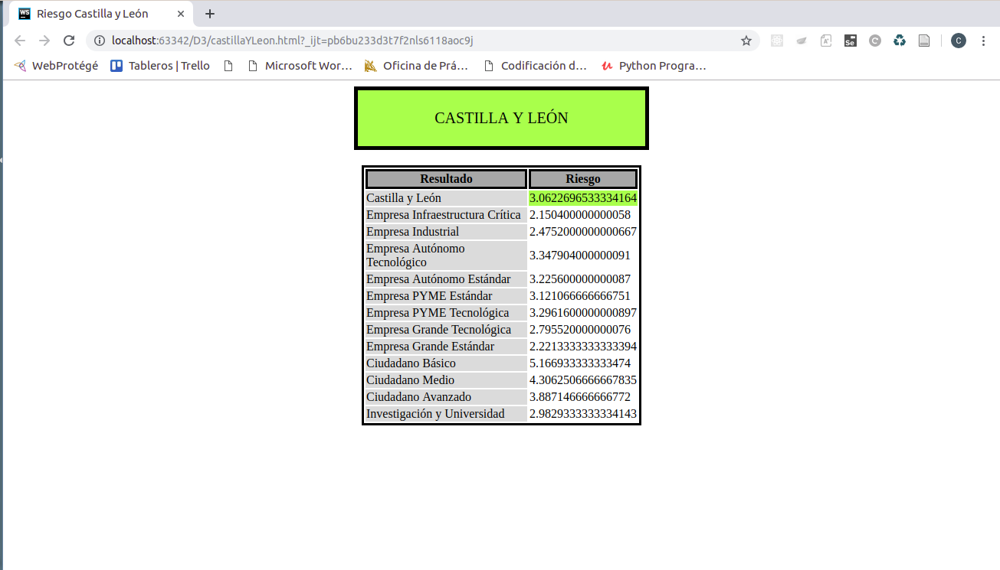 Riesgo Castilla y León
localhost:63342/D3/castillaYLeon.html?_ijt=pb6bu233d3t7f2nls6118aoc9j
WebProtégé Tableros | Trello Microsoft Wor... Oficina de Prá... Codificación d... Python Progra...
CASTILLA Y LEÓN
Resultado Riesgo
Castilla y León 3.0622696533334164
Empresa Infraestructura Crítica 2.150400000000058
Empresa Industrial 2.4752000000000667
Empresa Autónomo
Tecnológico 3.347904000000091
Empresa Autónomo Estándar 3.225600000000087
Empresa PYME Estándar 3.121066666666751
Empresa PYME Tecnológica 3.2961600000000897
Empresa Grande Tecnológica 2.795520000000076
Empresa Grande Estándar 2.2213333333333394
Ciudadano Básico 5.166933333333474
Ciudadano Medio 4.3062506666667835
Ciudadano Avanzado 3.887146666666772
Investigación y Universidad 2.9829333333334143